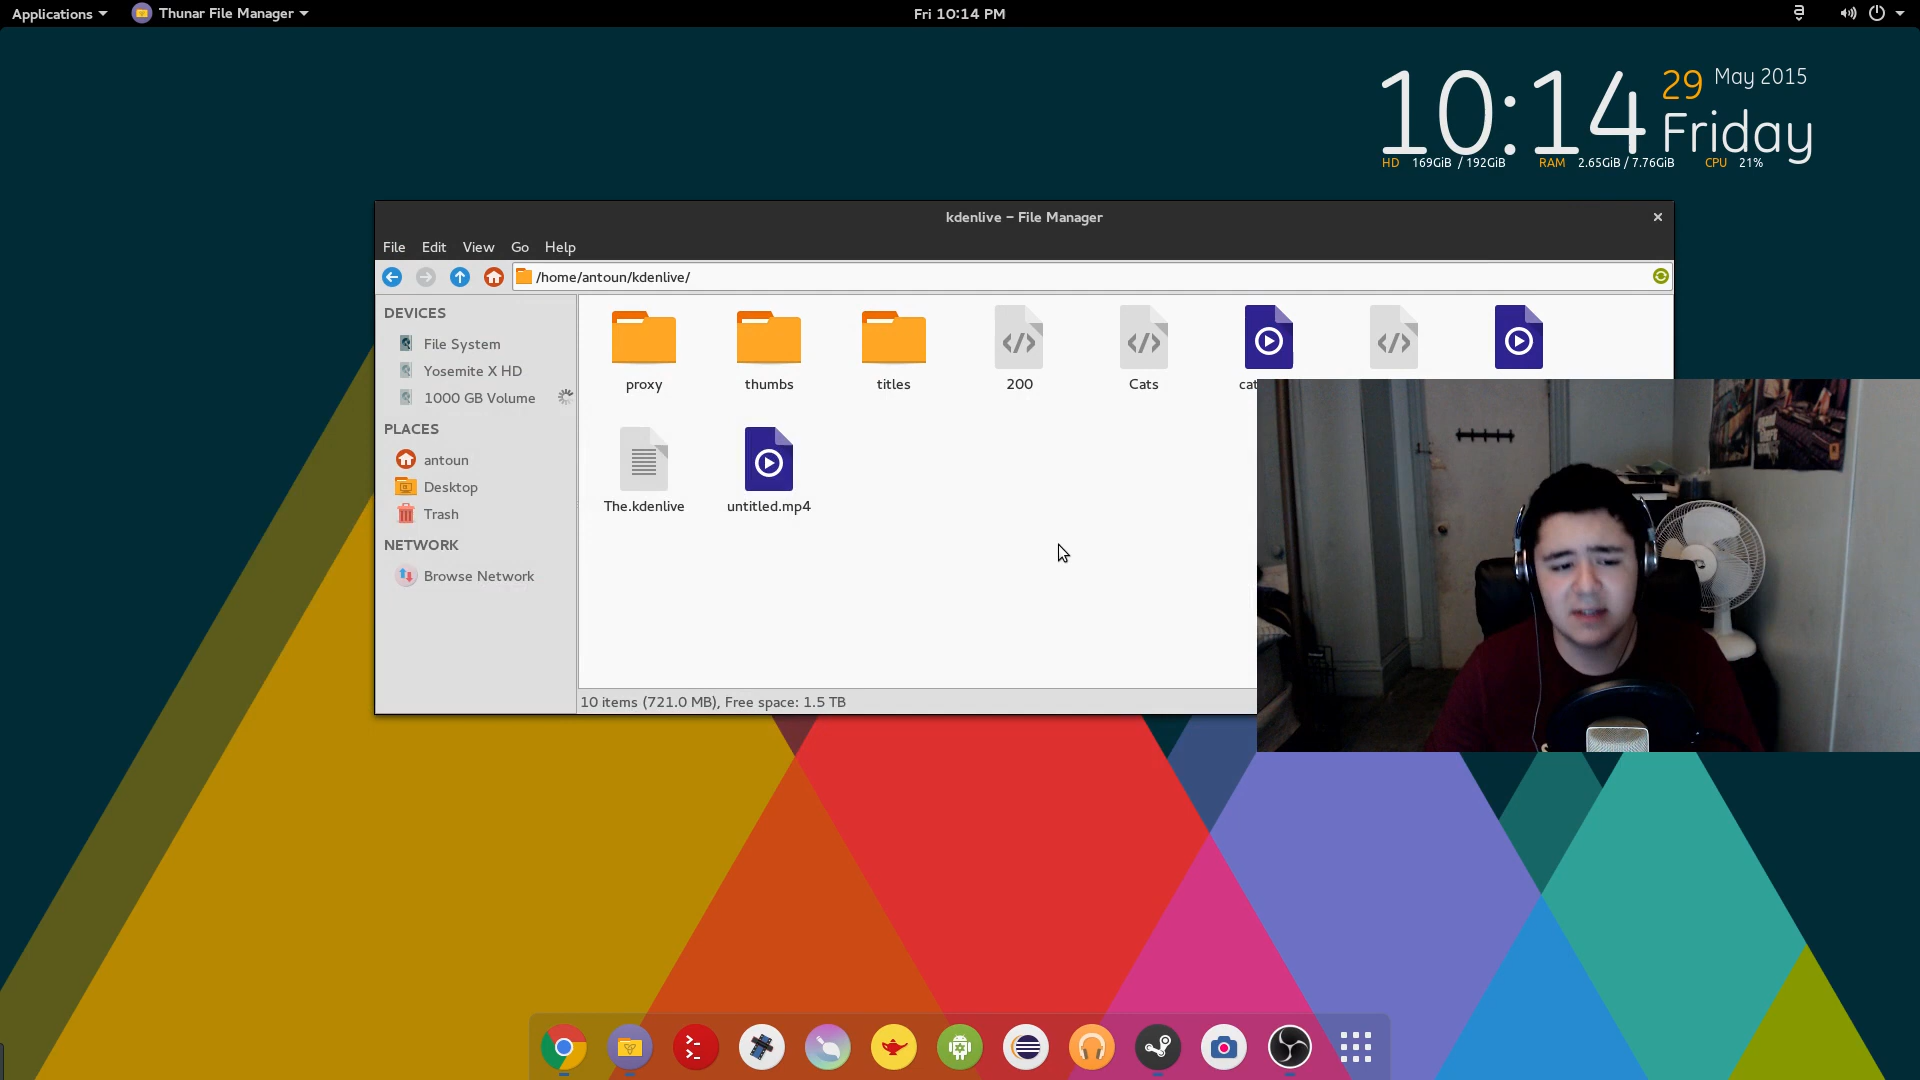 Applications
Thunar File Manager
Fri 10:14 PM
10:14 29 May 2015
Friday
HD 169GiB / 192GiB RAM 2.65GiB / 7.76GiB CPU 21%
kdenlive – File Manager
File Edit View Go Help
/home/antoun/kdenlive/
DEVICES
File System
Yosemite X HD
1000 GB Volume
PLACES
antoun
Desktop
Trash
NETWORK
Browse Network
proxy thumbs titles 200 Cats
The.kdenlive untitled.mp4
10 items (721.0 MB), Free space: 1.5 TB